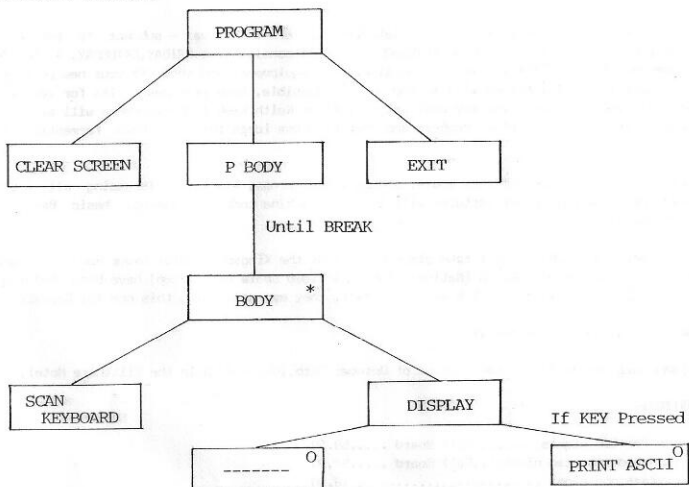 PROGRAM
CLEAR SCREEN
P BODY
EXIT
Until BREAK
BODY *
SCAN
KEYBOARD
DISPLAY
If KEY Pressed
------- O
PRINT ASCII O